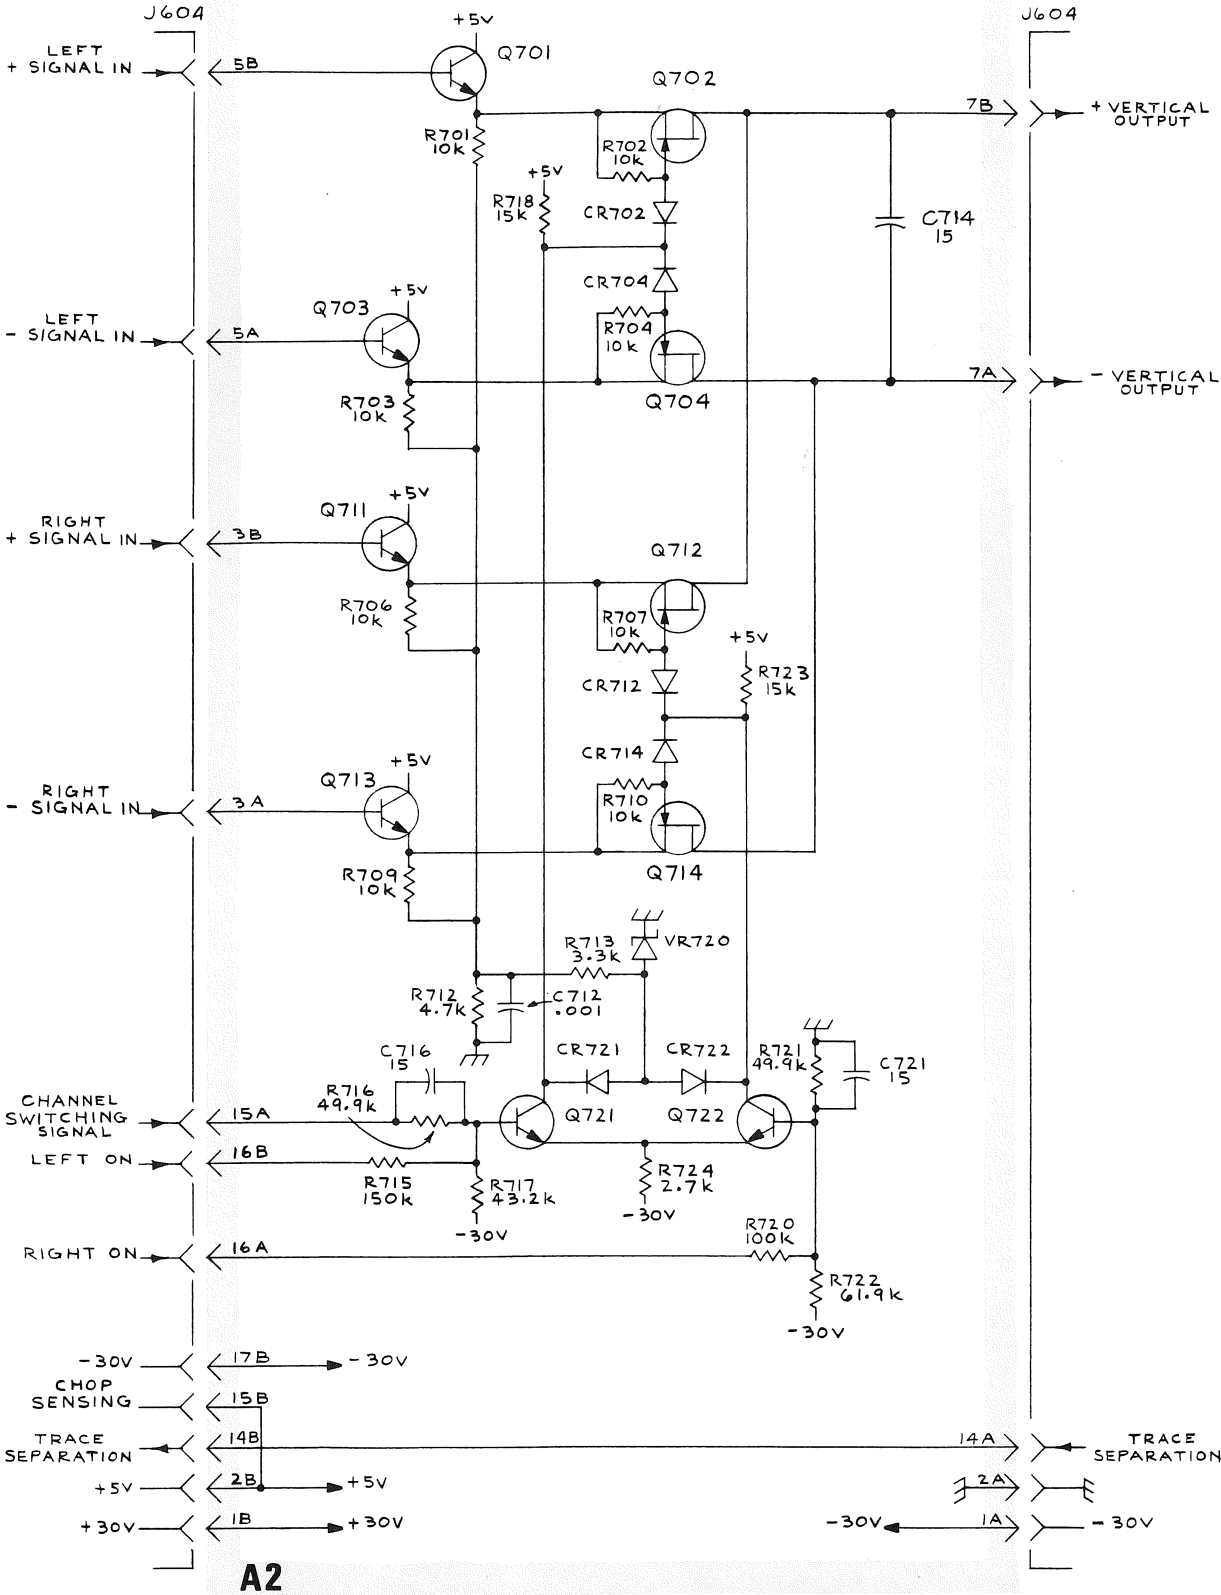 J604
J604
+5V
Q701
LEFT
+ SIGNAL IN
5B
Q702
7B
+ VERTICAL
OUTPUT
R701
10K
R702
10K
+5V
R718
15K
CR702
C714
15
CR704
+5V
Q703
LEFT
- SIGNAL IN
5A
R704
10K
7A
- VERTICAL
OUTPUT
Q704
R703
10K
+5V
Q711
RIGHT
+ SIGNAL IN
3B
Q712
R706
10K
R707
10K
+5V
R723
15K
CR712
CR714
+5V
Q713
RIGHT
- SIGNAL IN
3A
R710
10K
Q714
R709
10K
R713
3.3K
VR720
R712
4.7K
C712
.001
C716
15
CR721
CR722
R721
49.9K
C721
15
R716
49.9K
CHANNEL
SWITCHING
SIGNAL
15A
Q721
Q722
LEFT ON
16B
R715
150K
R717
43.2K
-30V
R724
2.7K
-30V
R720
100K
RIGHT ON
16A
R722
61.9K
-30V
-30V
17B
-30V
CHOP
SENSING
15B
TRACE
SEPARATION
14B
14A
TRACE
SEPARATION
+5V
2B
+5V
2A
+30V
1B
+30V
-30V
1A
-30V
A2